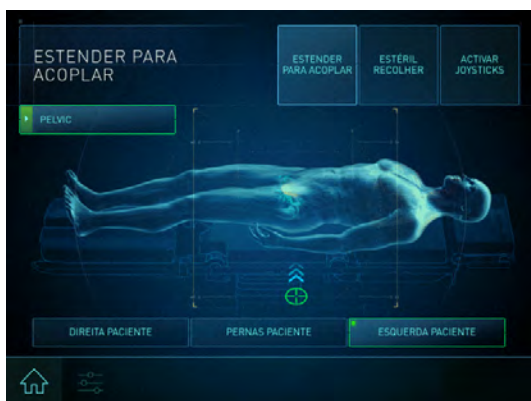 ESTENDER PARA
ACOPLAR
ESTENDER
PARA ACOPLAR
ESTÉRIL
RECOLHER
ACTIVAR
JOYSTICKS
PELVIC
DIREITA PACIENTE
PERNAS PACIENTE
ESQUERDA PACIENTE